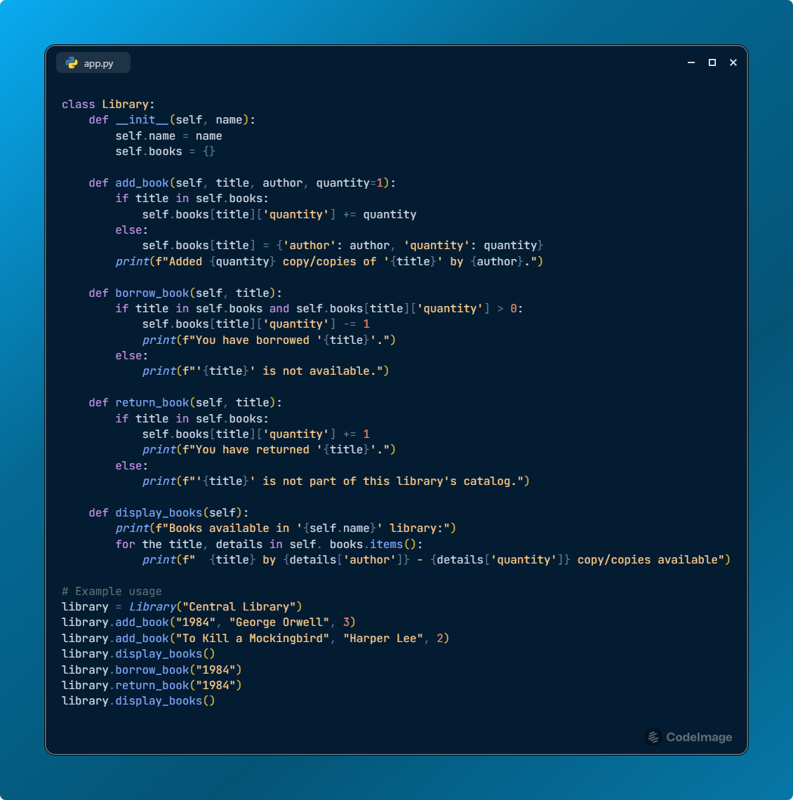 app.py
class Library:
    def __init__(self, name):
        self.name = name
        self.books = {}

    def add_book(self, title, author, quantity=1):
        if title in self.books:
            self.books[title]['quantity'] += quantity
        else:
            self.books[title] = {'author': author, 'quantity': quantity}
        print(f"Added {quantity} copy/copies of '{title}' by {author}.")

    def borrow_book(self, title):
        if title in self.books and self.books[title]['quantity'] > 0:
            self.books[title]['quantity'] -= 1
            print(f"You have borrowed '{title}'.")
        else:
            print(f"'{title}' is not available.")

    def return_book(self, title):
        if title in self.books:
            self.books[title]['quantity'] += 1
            print(f"You have returned '{title}'.")
        else:
            print(f"'{title}' is not part of this library's catalog.")

    def display_books(self):
        print(f"Books available in '{self.name}' library:")
        for the title, details in self. books.items():
            print(f"  {title} by {details['author']} - {details['quantity']} copy/copies available")

# Example usage
library = Library("Central Library")
library.add_book("1984", "George Orwell", 3)
library.add_book("To Kill a Mockingbird", "Harper Lee", 2)
library.display_books()
library.borrow_book("1984")
library.return_book("1984")
library.display_books()
CodeImage